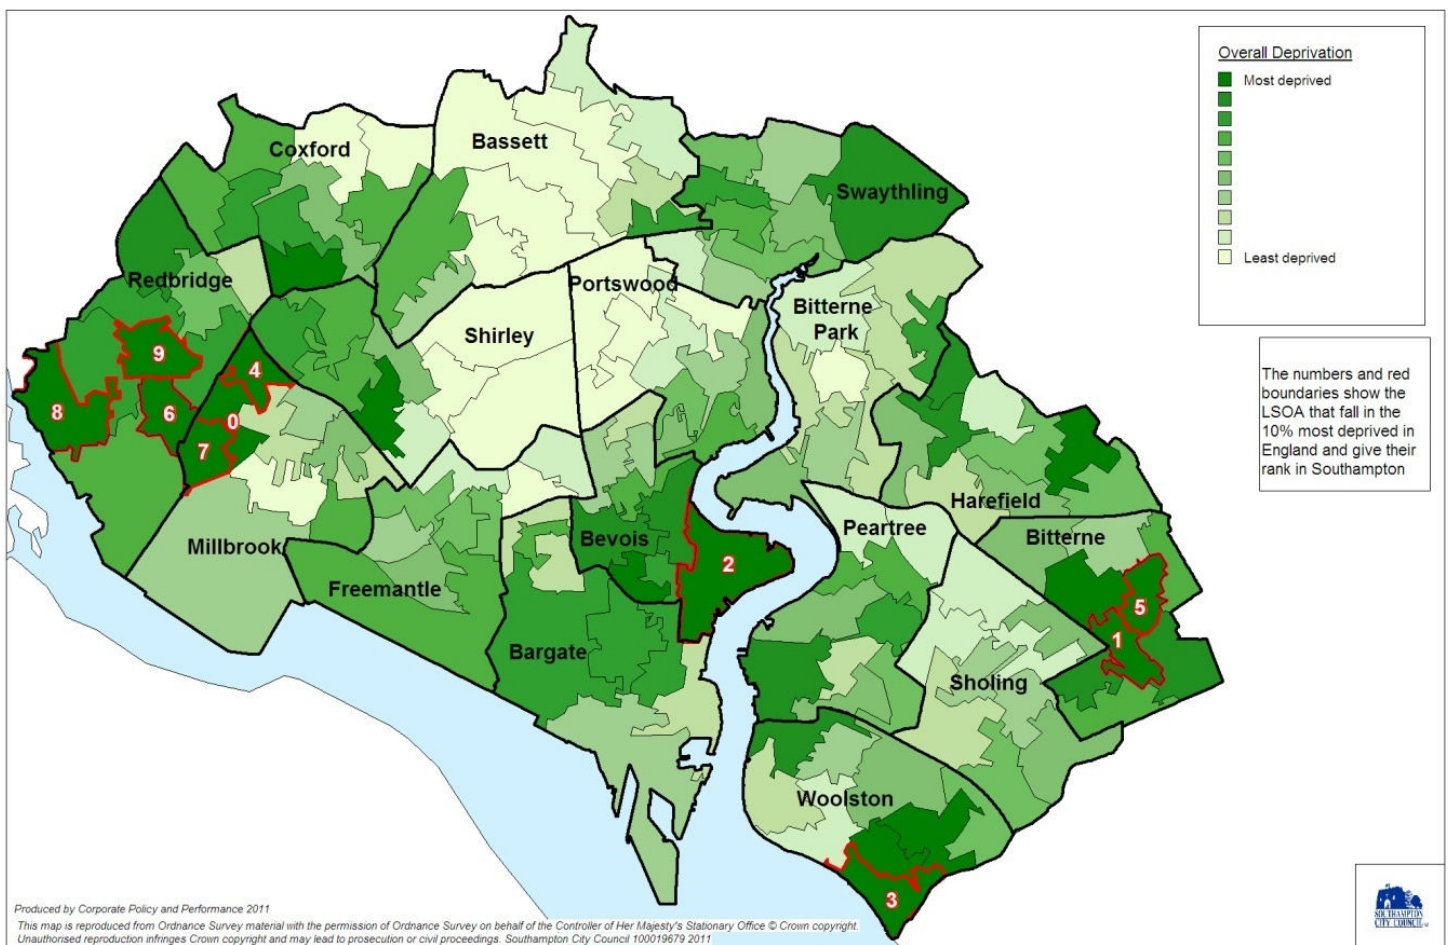 Overall Deprivation
Most deprived
Least deprived
The numbers and red
boundaries show the
LSOA that fall in the
10% most deprived in
England and give their
rank in Southampton
Coxford
Bassett
Swaythling
Redbridge
Portswood
Bitterne
Park
Shirley
9
4
8
6
0
7
Harefield
Peartree
Bitterne
Millbrook
Bevois
2
Freemantle
5
1
Bargate
Sholing
Woolston
3
Produced by Corporate Policy and Performance 2011
This map is reproduced from Ordnance Survey material with the permission of Ordnance Survey on behalf of the Controller of Her Majesty's Stationary Office © Crown copyright.
Unauthorised reproduction infringes Crown copyright and may lead to prosecution or civil proceedings. Southampton City Council 100019679 2011
SOUTHAMPTON
CITY COUNCIL